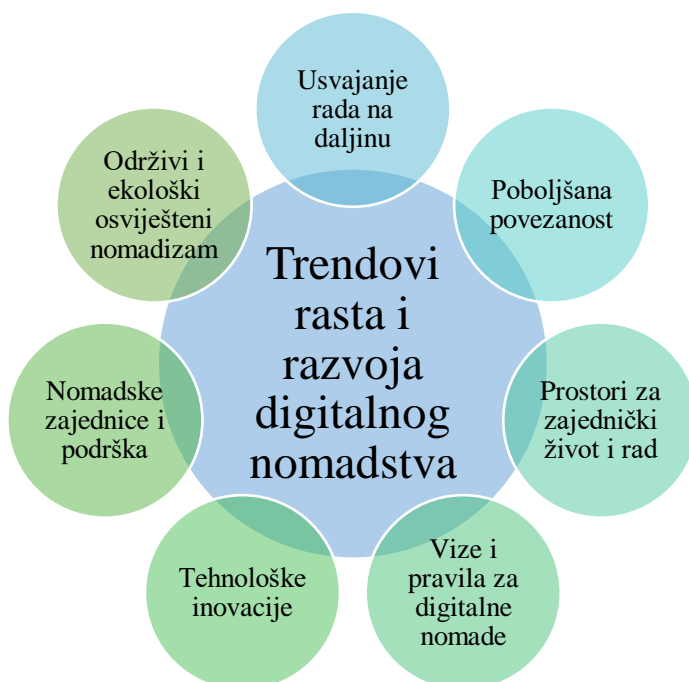 Usvajanje
rada na
daljinu
Poboljšana
povezanost
Prostori za
zajednički
život i rad
Vize i
pravila za
digitalne
nomade
Tehnološke
inovacije
Nomadske
zajednice i
podrška
Održivi i
ekološki
osviješteni
nomadizam
Trendovi
rasta i
razvoja
digitalnog
nomadstva